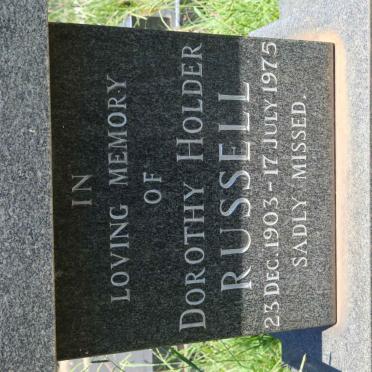 IN
LOVING MEMORY
OF
DOROTHY HOLDER
RUSSELL
23 DEC. 1903 - 17 JULY 1975
SADLY MISSED.